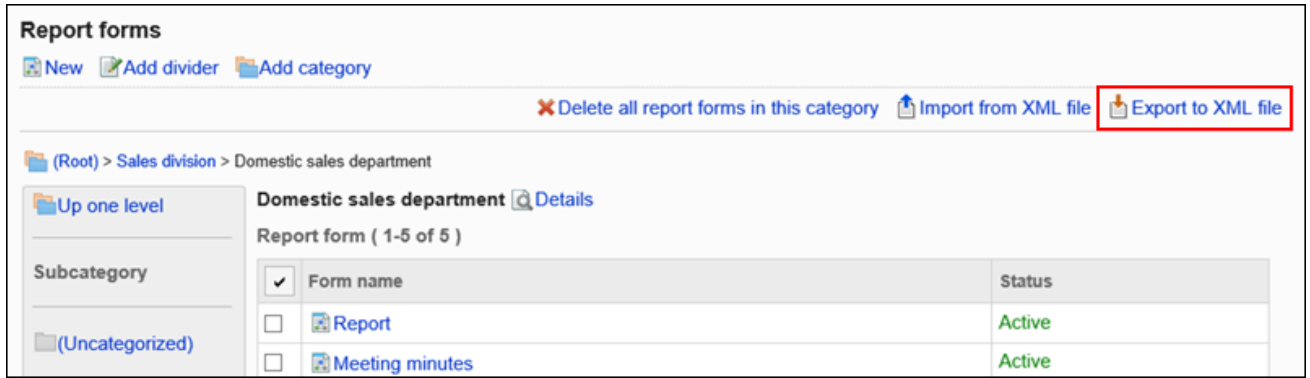 Report forms
New Add divider Add category
Delete all report forms in this category Import from XML file Export to XML file
(Root) > Sales division > Domestic sales department
Up one level
Subcategory
(Uncategorized)
Domestic sales department Details
Report form ( 1-5 of 5 )
Form name Status
Report Active
Meeting minutes Active